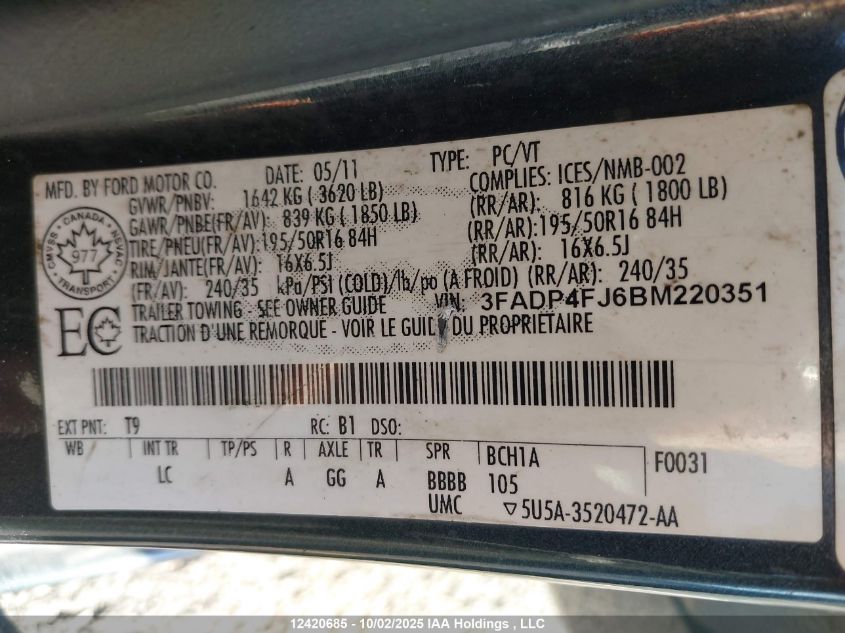 MFD. BY FORD MOTOR CO. DATE: 05/11 TYPE: PC/VT
GVWR/PNBV: 1642 KG ( 3620 LB) COMPLIES: ICES/NMB-002
GAWR/PNBE(FR/AV): 839 KG ( 1850 LB) (RR/AR): 816 KG ( 1800 LB)
TIRE/PNEU(FR/AV): 195/50R16 84H (RR/AR): 195/50R16 84H
RIM/JANTE(FR/AV): 16X6.5J (RR/AR): 16X6.5J
(FR/AV): 240/35 kPa/PSI (COLD)/lb/po (A FROID) (RR/AR): 240/35
TRAILER TOWING - SEE OWNER GUIDE VIN: 3FADP4FJ6BM220351
TRACTION D'UNE REMORQUE - VOIR LE GUIDE DU PROPRIETAIRE
CANADA
CMVSS NSVAC
977
EC
EXT PNT: T9 RC: B1 DSO:
WB INT TR TP/PS R AXLE TR SPR BCH1A F0031
LC A GG A BBBB 105
UMC ▽5U5A-3520472-AA
12420685 - 10/02/2025 IAA Holdings , LLC